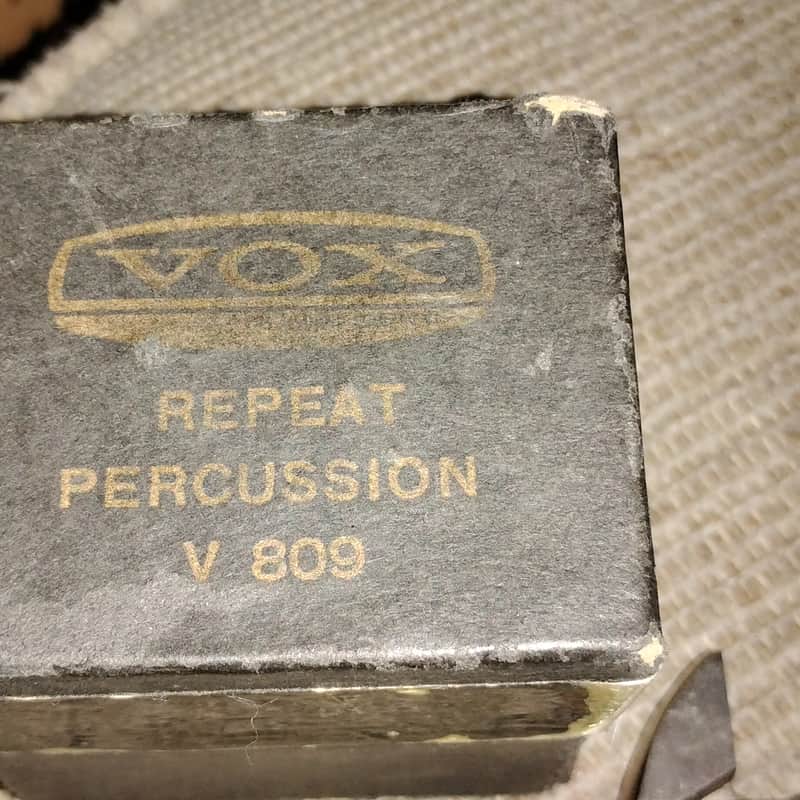 VOX
REPEAT
PERCUSSION
V 809